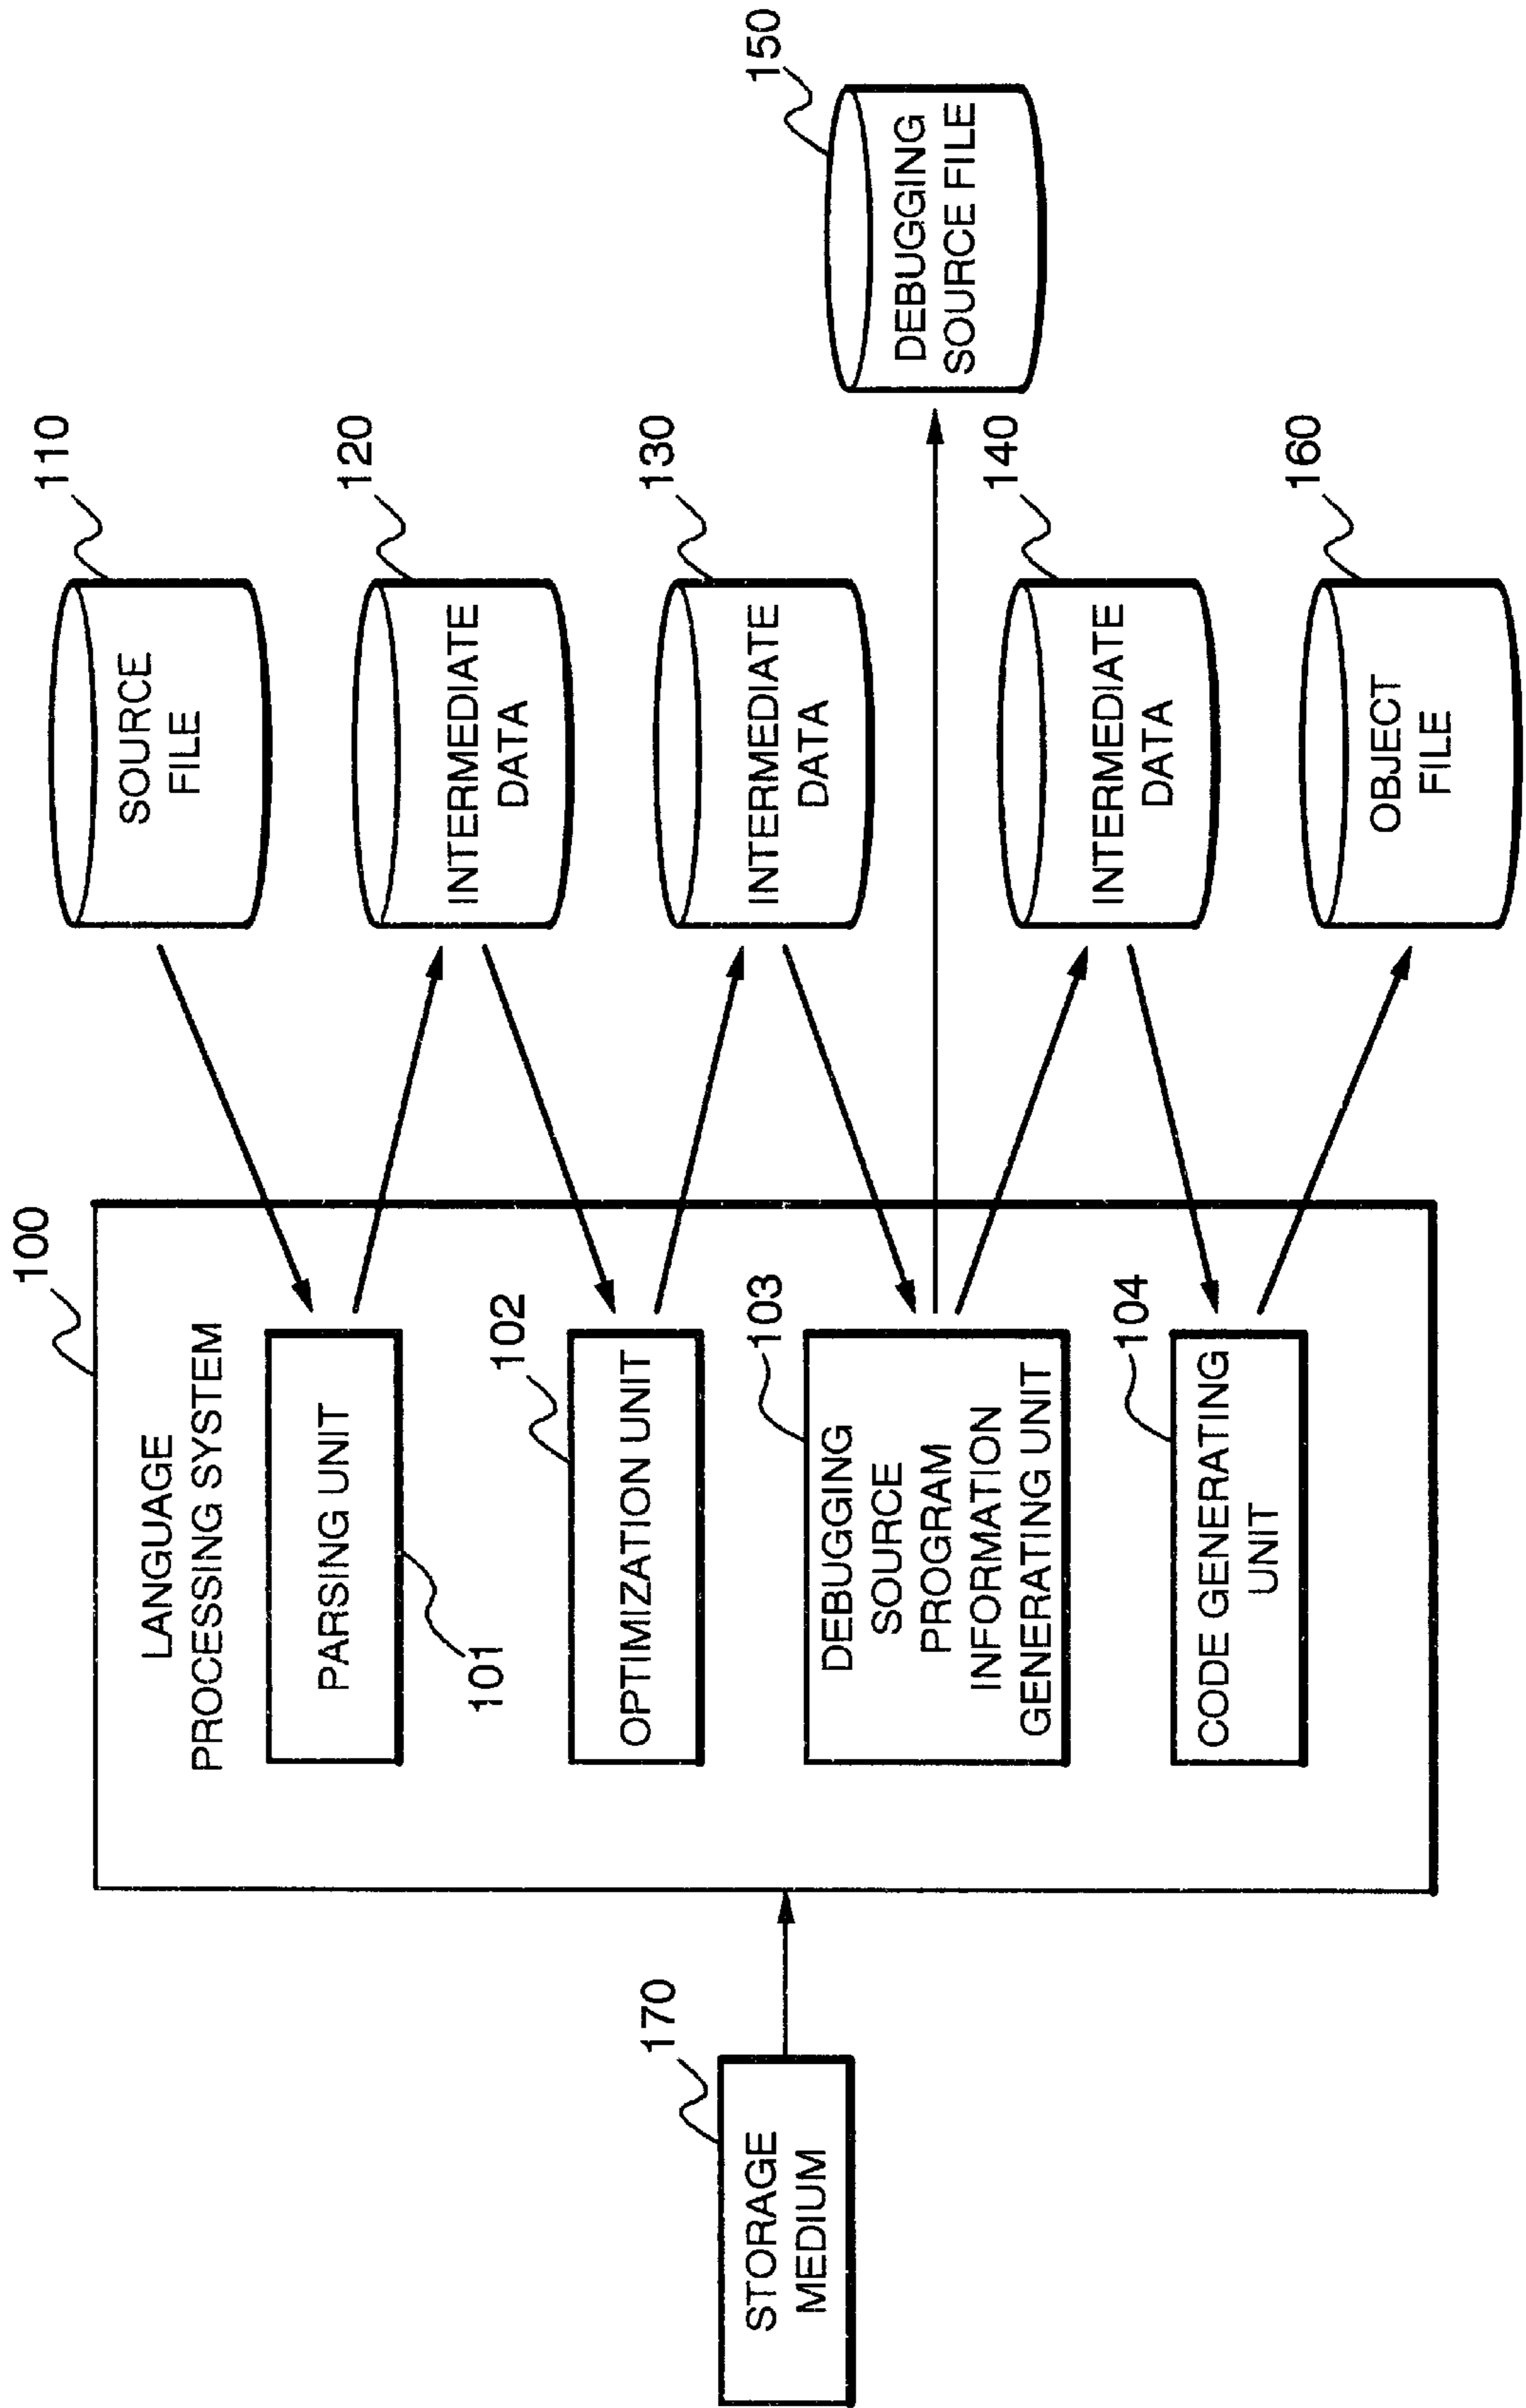 100
LANGUAGE
PROCESSING SYSTEM
PARSING UNIT
101
102
OPTIMIZATION UNIT
103
DEBUGGING
SOURCE
PROGRAM
INFORMATION
GENERATING UNIT
104
CODE GENERATING
UNIT
170
STORAGE
MEDIUM
110
SOURCE
FILE
120
INTERMEDIATE
DATA
130
INTERMEDIATE
DATA
150
DEBUGGING
SOURCE FILE
140
INTERMEDIATE
DATA
160
OBJECT
FILE